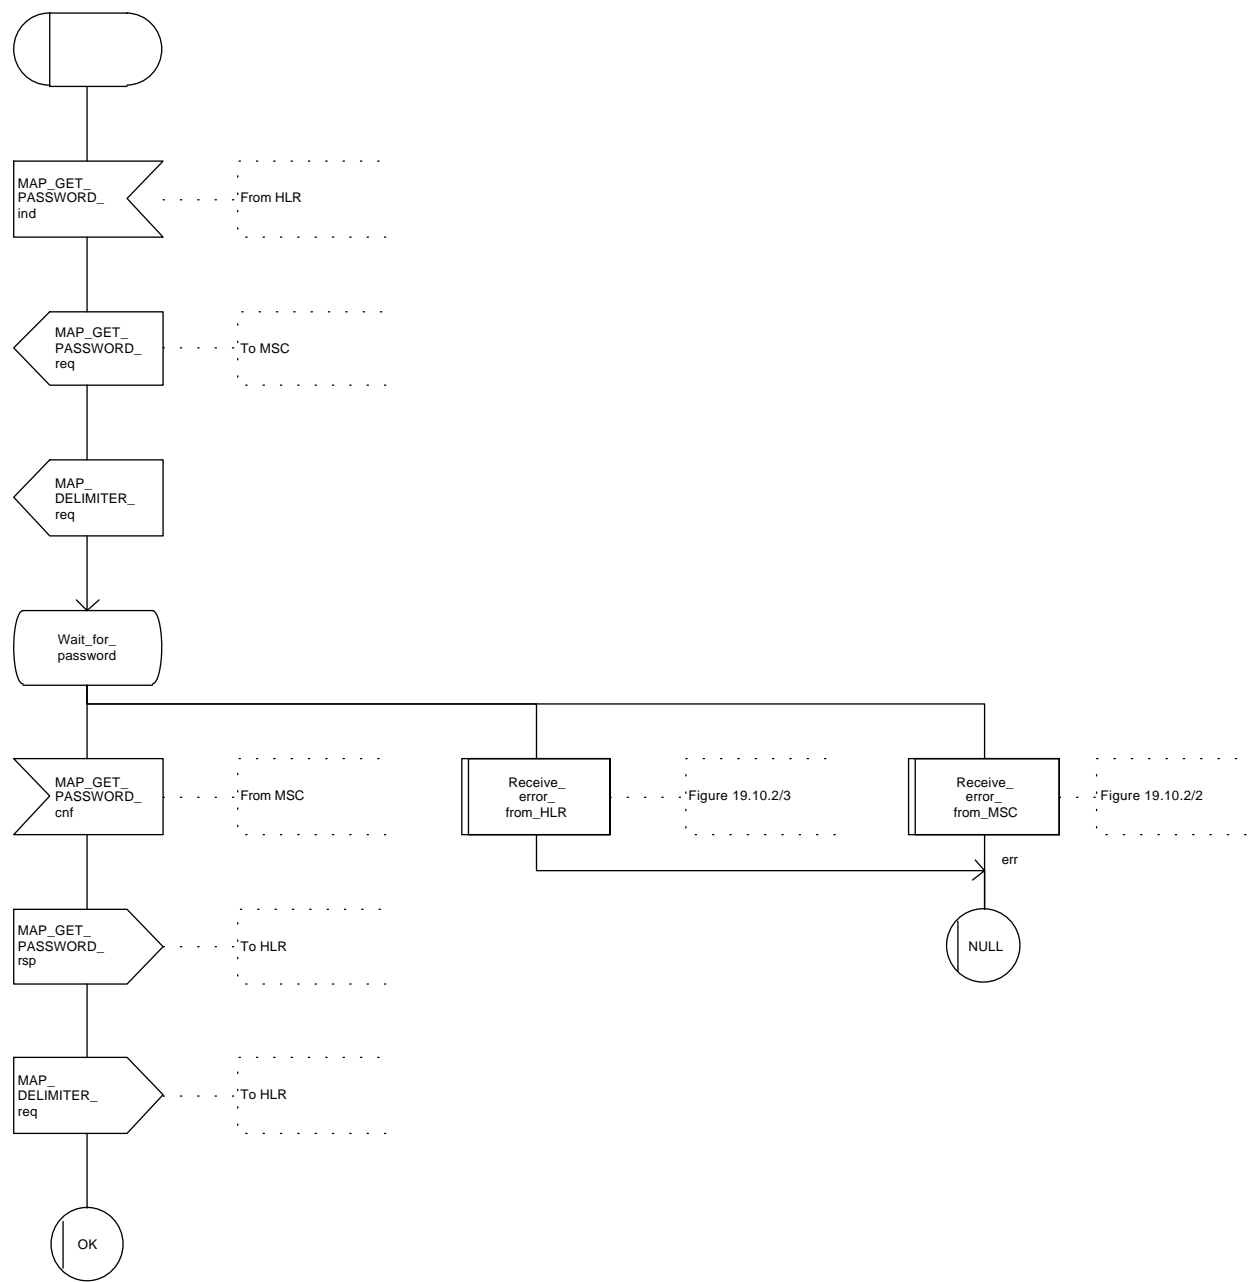 MAP_GET_
PASSWORD_
ind
From HLR
MAP_GET_
PASSWORD_
req
To MSC
MAP_
DELIMITER_
req
Wait_for_
password
MAP_GET_
PASSWORD_
cnf
From MSC
Receive_
error_
from_HLR
Figure 19.10.2/3
Receive_
error_
from_MSC
Figure 19.10.2/2
err
MAP_GET_
PASSWORD_
rsp
To HLR
NULL
MAP_
DELIMITER_
req
To HLR
OK